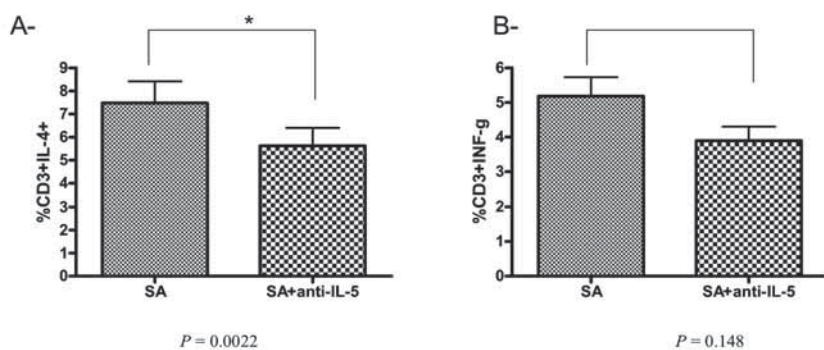 A-
*
%CD3+IL-4+
9
8
7
6
5
4
3
2
1
0
SA
SA+anti-IL-5
P = 0.0022
B-
%CD3+INF-g
6
5
4
3
2
1
0
SA
SA+anti-IL-5
P = 0.148